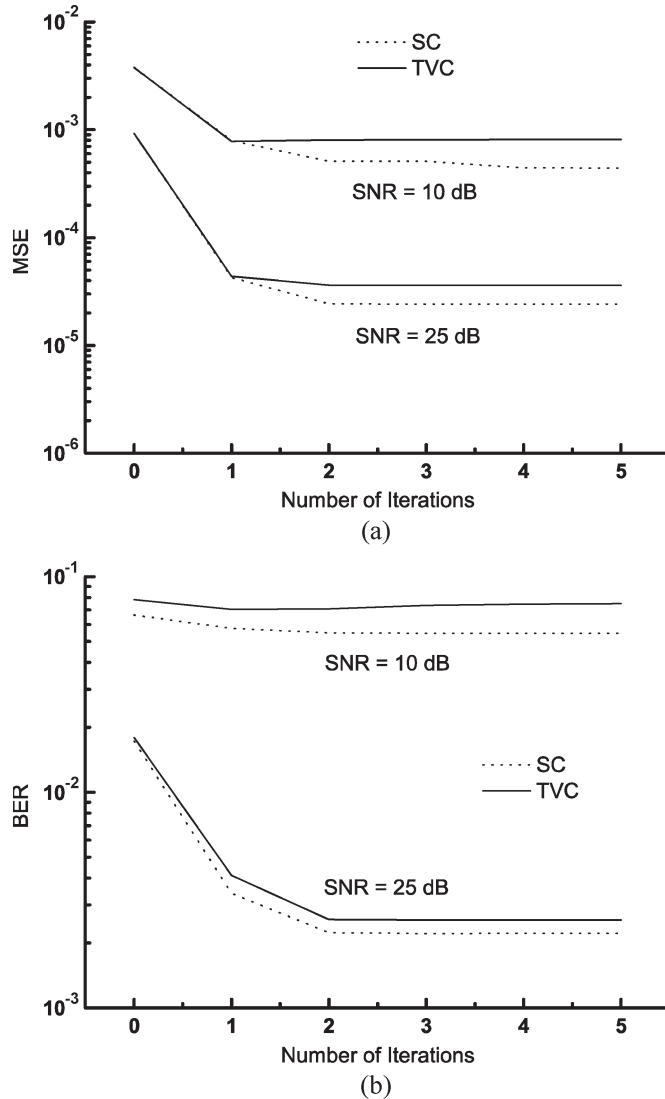 10^-2
SC
TVC
10^-3
SNR = 10 dB
MSE
10^-4
SNR = 25 dB
10^-5
10^-6
0 1 2 3 4 5
Number of Iterations
(a)
10^-1
SNR = 10 dB
SC
TVC
BER
10^-2
SNR = 25 dB
10^-3
0 1 2 3 4 5
Number of Iterations
(b)